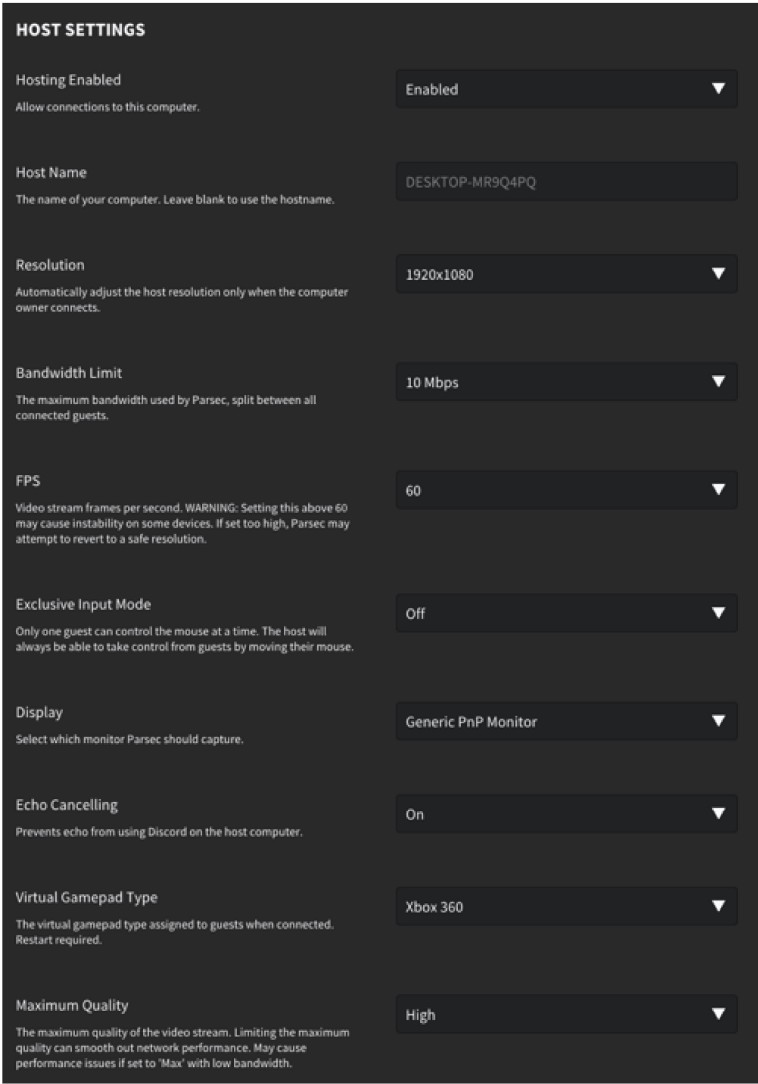 HOST SETTINGS
Hosting Enabled
Allow connections to this computer.
Enabled
Host Name
The name of your computer. Leave blank to use the hostname.
DESKTOP-MR9Q4PQ
Resolution
Automatically adjust the host resolution only when the computer
owner connects.
1920x1080
Bandwidth Limit
The maximum bandwidth used by Parsec, split between all
connected guests.
10 Mbps
FPS
Video stream frames per second. WARNING: Setting this above 60
may cause instability on some devices. If set too high, Parsec may
attempt to revert to a safe resolution.
60
Exclusive Input Mode
Only one guest can control the mouse at a time. The host will
always be able to take control from guests by moving their mouse.
Off
Display
Select which monitor Parsec should capture.
Generic PnP Monitor
Echo Cancelling
Prevents echo from using Discord on the host computer.
On
Virtual Gamepad Type
The virtual gamepad type assigned to guests when connected.
Restart required.
Xbox 360
Maximum Quality
The maximum quality of the video stream. Limiting the maximum
quality can smooth out network performance. May cause
performance issues if set to 'Max' with low bandwidth.
High